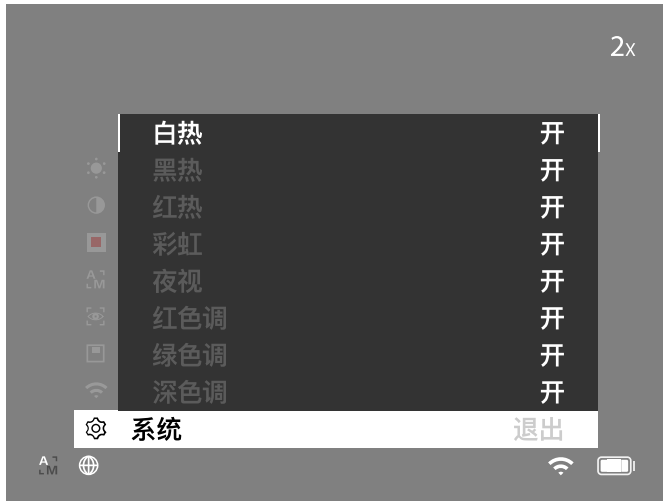 2x
白热 开
黑热 开
红热 开
彩虹 开
夜视 开
红色调 开
绿色调 开
深色调 开
系统 退出